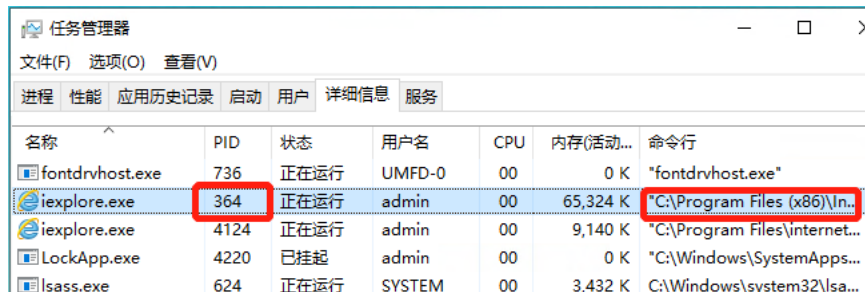 任务管理器
文件(F) 选项(O) 查看(V)
进程 性能 应用历史记录 启动 用户 详细信息 服务
名称 PID 状态 用户名 CPU 内存(活动... 命令行
fontdrvhost.exe 736 正在运行 UMFD-0 00 0 K "fontdrvhost.exe"
iexplore.exe 364 正在运行 admin 00 65,324 K "C:\Program Files (x86)\In...
iexplore.exe 4124 正在运行 admin 00 9,140 K "C:\Program Files\internet...
LockApp.exe 4220 已挂起 admin 00 0 K "C:\Windows\SystemApps...
lsass.exe 624 正在运行 SYSTEM 00 3,432 K C:\Windows\system32\lsa...